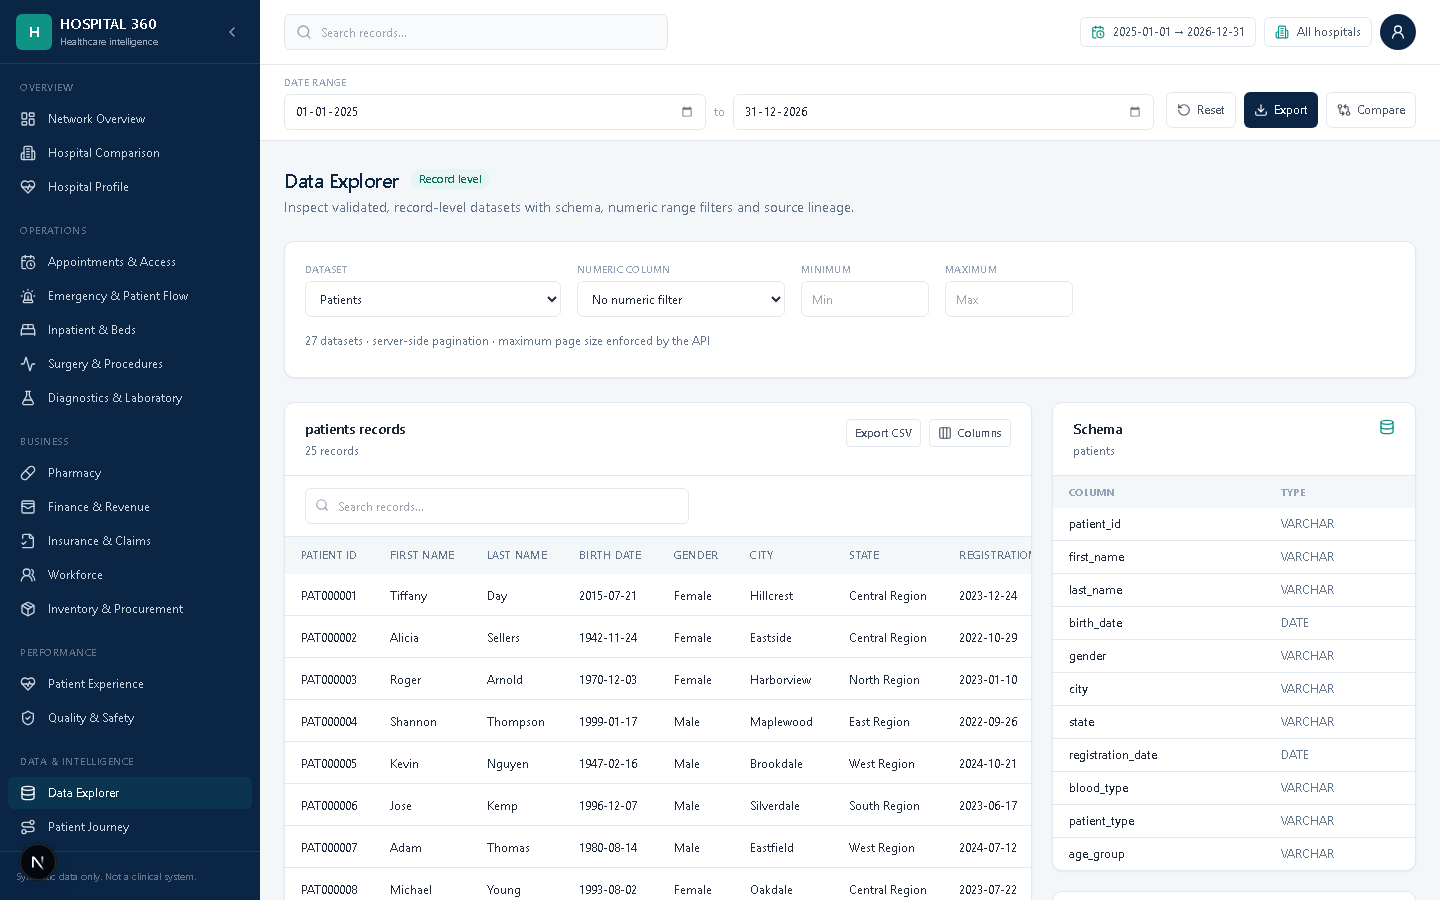 H
HOSPITAL 360
Healthcare intelligence
OVERVIEW
Network Overview
Hospital Comparison
Hospital Profile
OPERATIONS
Appointments & Access
Emergency & Patient Flow
Inpatient & Beds
Surgery & Procedures
Diagnostics & Laboratory
BUSINESS
Pharmacy
Finance & Revenue
Insurance & Claims
Workforce
Inventory & Procurement
PERFORMANCE
Patient Experience
Quality & Safety
DATA & INTELLIGENCE
Data Explorer
Patient Journey
N
data only. Not a clinical system.
Search records...
2025-01-01 → 2026-12-31
All hospitals
DATE RANGE
01-01-2025 to 31-12-2026
Reset
Export
Compare
Data Explorer
Record level
Inspect validated, record-level datasets with schema, numeric range filters and source lineage.
DATASET NUMERIC COLUMN MINIMUM MAXIMUM
Patients No numeric filter Min Max
27 datasets · server-side pagination · maximum page size enforced by the API
patients records
25 records
Export CSV
Columns
Search records...
PATIENT ID FIRST NAME LAST NAME BIRTH DATE GENDER CITY STATE REGISTRATION
PAT000001 Tiffany Day 2015-07-21 Female Hillcrest Central Region 2023-12-24
PAT000002 Alicia Sellers 1942-11-24 Female Eastside Central Region 2022-10-29
PAT000003 Roger Arnold 1970-12-03 Female Harborview North Region 2023-01-10
PAT000004 Shannon Thompson 1999-01-17 Male Maplewood East Region 2022-09-26
PAT000005 Kevin Nguyen 1947-02-16 Male Brookdale West Region 2024-10-21
PAT000006 Jose Kemp 1996-12-07 Male Silverdale South Region 2023-06-17
PAT000007 Adam Thomas 1980-08-14 Male Eastfield West Region 2024-07-12
PAT000008 Michael Young 1993-08-02 Female Oakdale Central Region 2023-07-22
Schema
patients
COLUMN TYPE
patient_id VARCHAR
first_name VARCHAR
last_name VARCHAR
birth_date DATE
gender VARCHAR
city VARCHAR
state VARCHAR
registration_date DATE
blood_type VARCHAR
patient_type VARCHAR
age_group VARCHAR